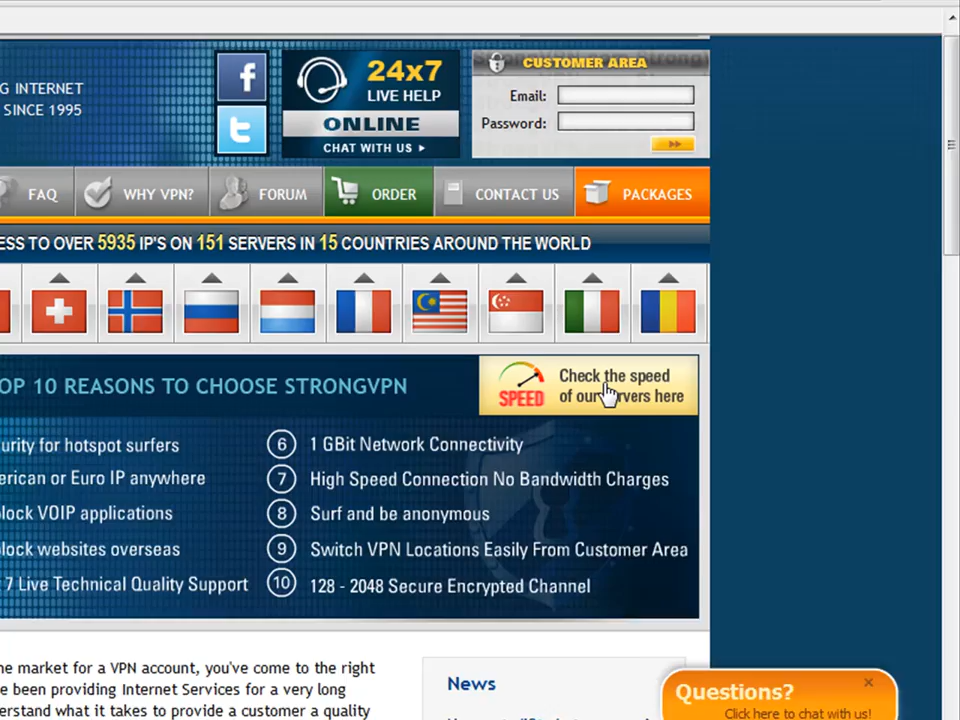 G INTERNET
SINCE 1995
24x7
LIVE HELP
ONLINE
CHAT WITH US
CUSTOMER AREA
Email:
Password:
FAQ
WHY VPN?
FORUM
ORDER
CONTACT US
PACKAGES
ESS TO OVER 5935 IP'S ON 151 SERVERS IN 15 COUNTRIES AROUND THE WORLD
OP 10 REASONS TO CHOOSE STRONGVPN
SPEED
Check the speed
of our servers here
urity for hotspot surfers
erican or Euro IP anywhere
lock VOIP applications
lock websites overseas
7 Live Technical Quality Support
6 1 GBit Network Connectivity
7 High Speed Connection No Bandwidth Charges
8 Surf and be anonymous
9 Switch VPN Locations Easily From Customer Area
10 128 - 2048 Secure Encrypted Channel
he market for a VPN account, you've come to the right
e been providing Internet Services for a very long
erstand what it takes to provide a customer a quality
News
Questions?
Click here to chat with us!